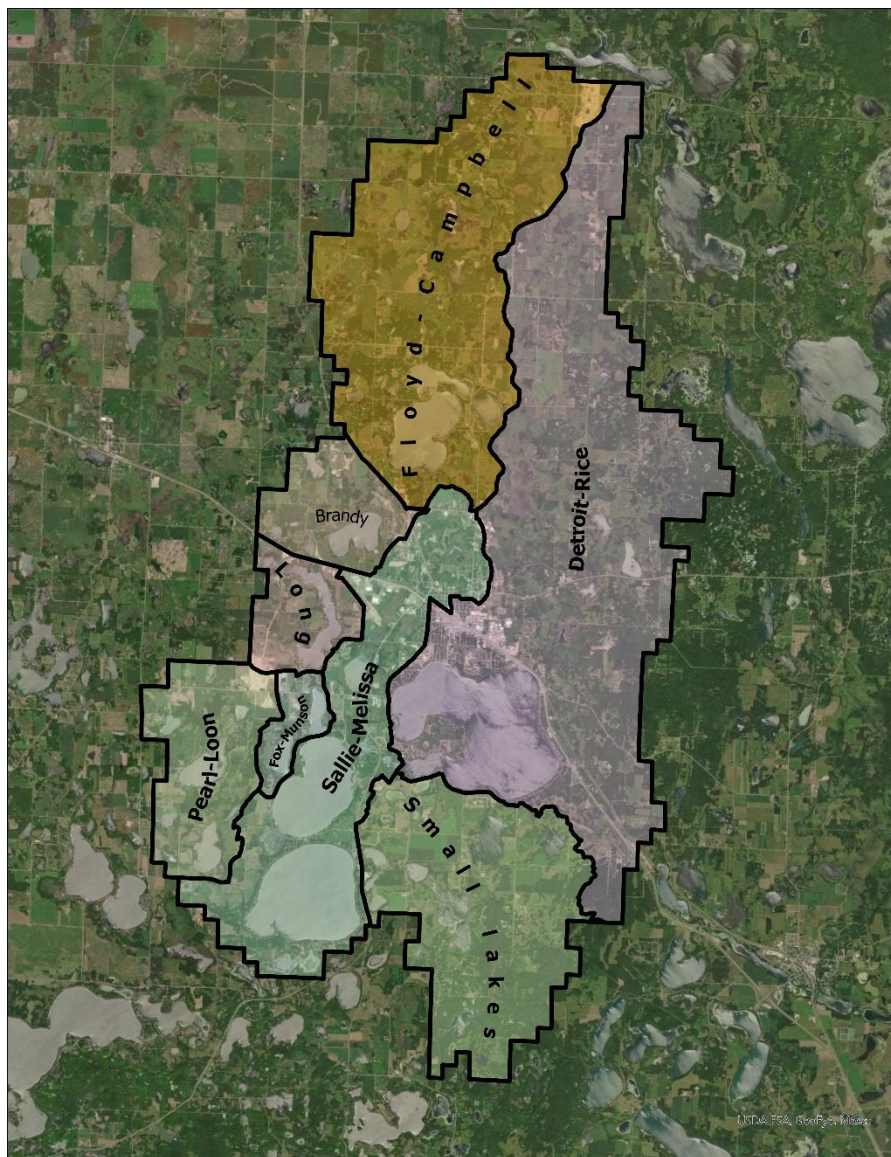 Floyd-Campbell
Detroit-Rice
Brandy
Long
Fox-Munson
Sallie-Melissa
Pearl-Loon
Small lakes
USDA FSA, GeoEye, Maxar